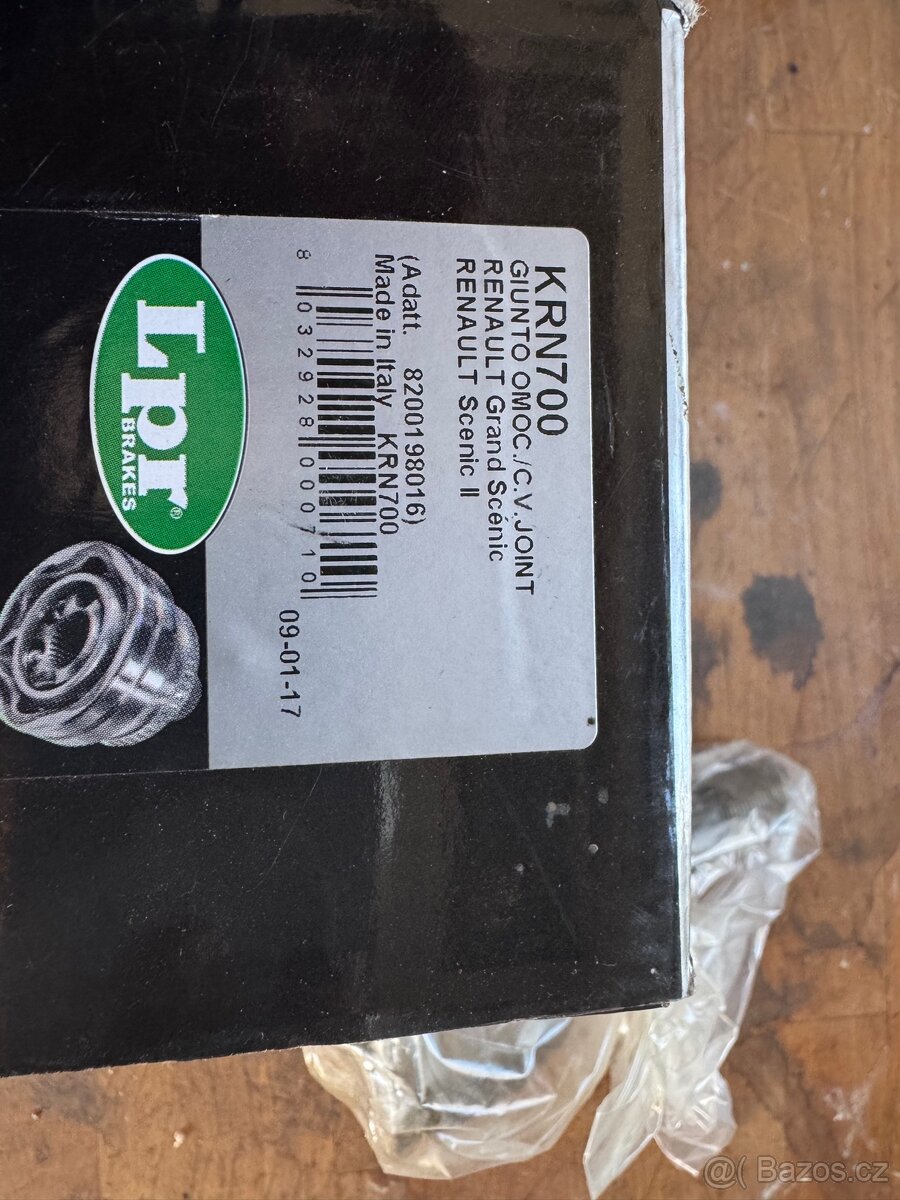 KRN700
GIUNTO OMOC./C.V.JOINT
RENAULT Grand Scénic
RENAULT Scenic II
(Adatt. 8200198016)
Made in Italy KRN700
8 032928 000710
09-01-17
Lpr®
BRAKES
@( Bazos.cz